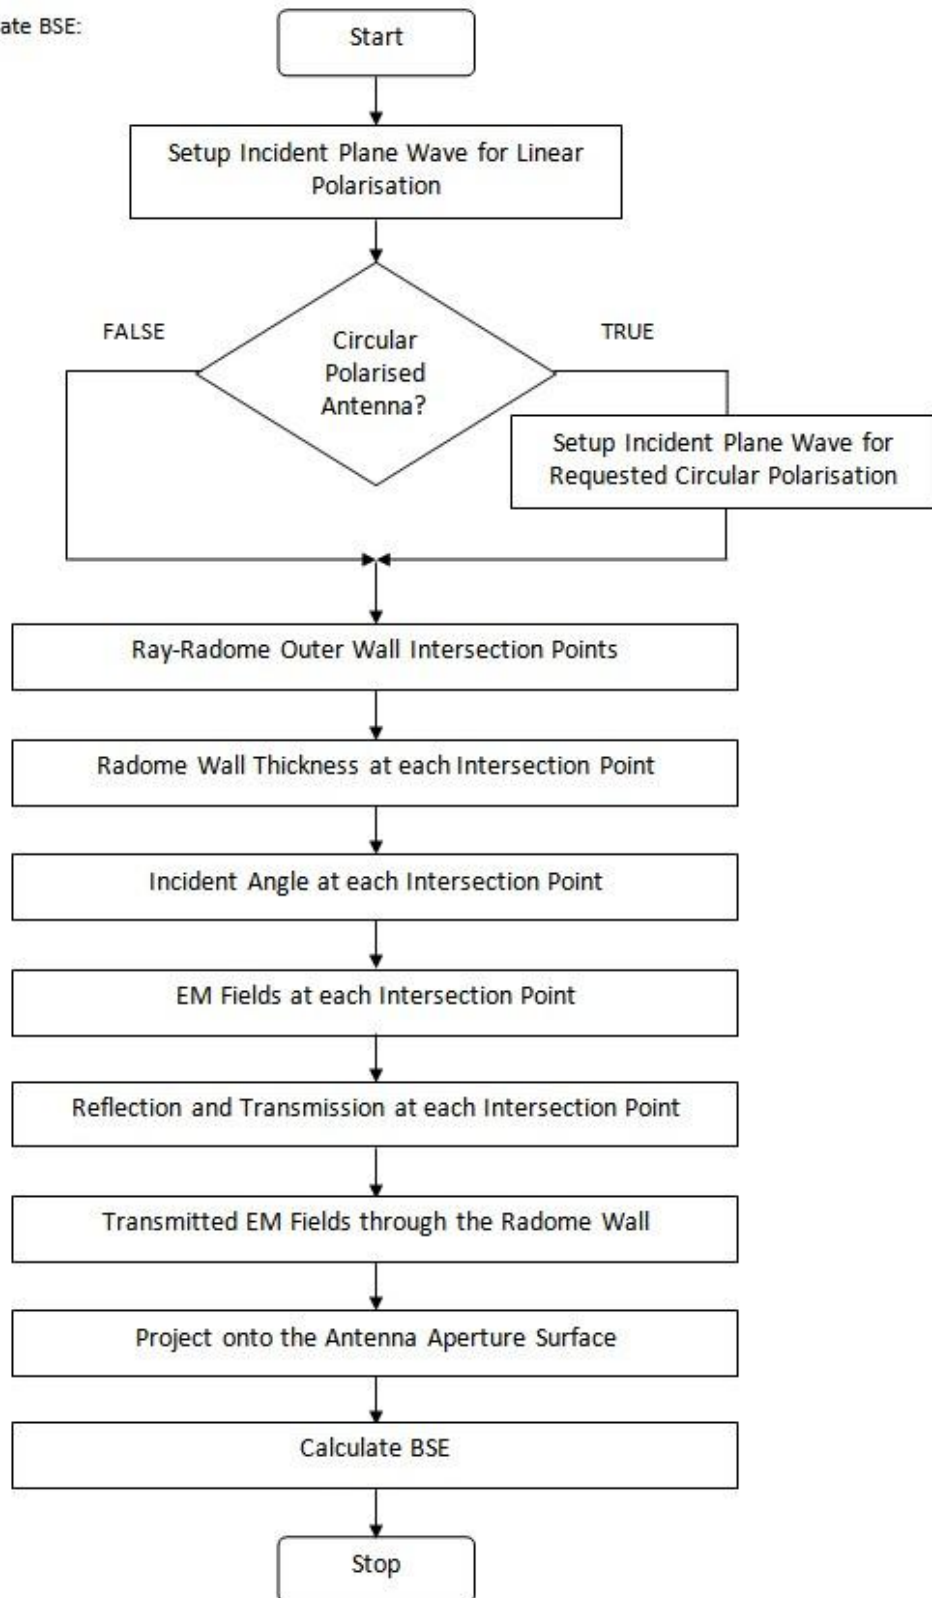 ate BSE:
Start
Setup Incident Plane Wave for Linear
Polarisation
FALSE
TRUE
Circular
Polarised
Antenna?
Setup Incident Plane Wave for
Requested Circular Polarisation
Ray-Radome Outer Wall Intersection Points
Radome Wall Thickness at each Intersection Point
Incident Angle at each Intersection Point
EM Fields at each Intersection Point
Reflection and Transmission at each Intersection Point
Transmitted EM Fields through the Radome Wall
Project onto the Antenna Aperture Surface
Calculate BSE
Stop